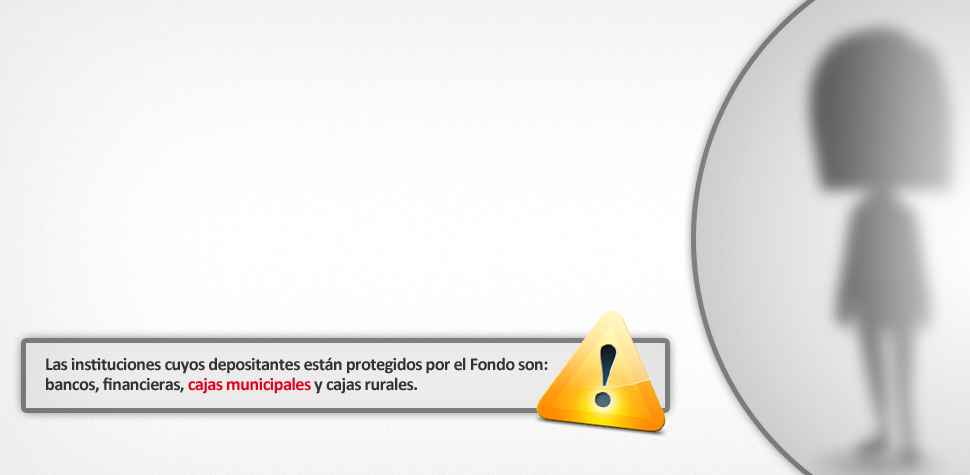 Las instituciones cuyos depositantes están protegidos por el Fondo son:
bancos, financieras, cajas municipales y cajas rurales.